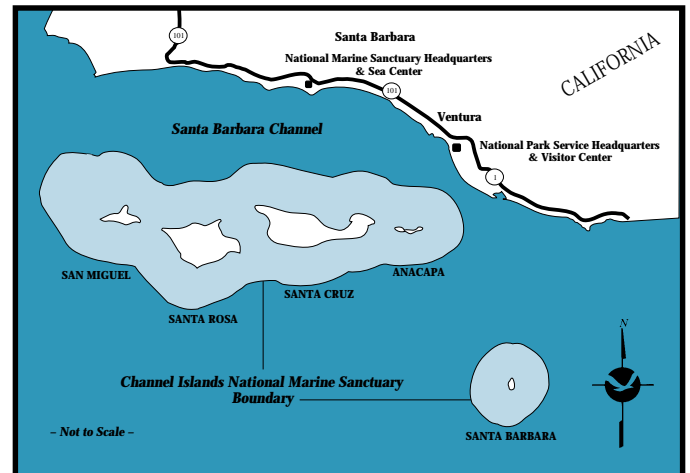 101
Santa Barbara
National Marine Sanctuary Headquarters
& Sea Center
CALIFORNIA
101
Ventura
Santa Barbara Channel
National Park Service Headquarters
& Visitor Center
1
SAN MIGUEL
ANACAPA
SANTA CRUZ
SANTA ROSA
N
Channel Islands National Marine Sanctuary
Boundary
– Not to Scale –
SANTA BARBARA